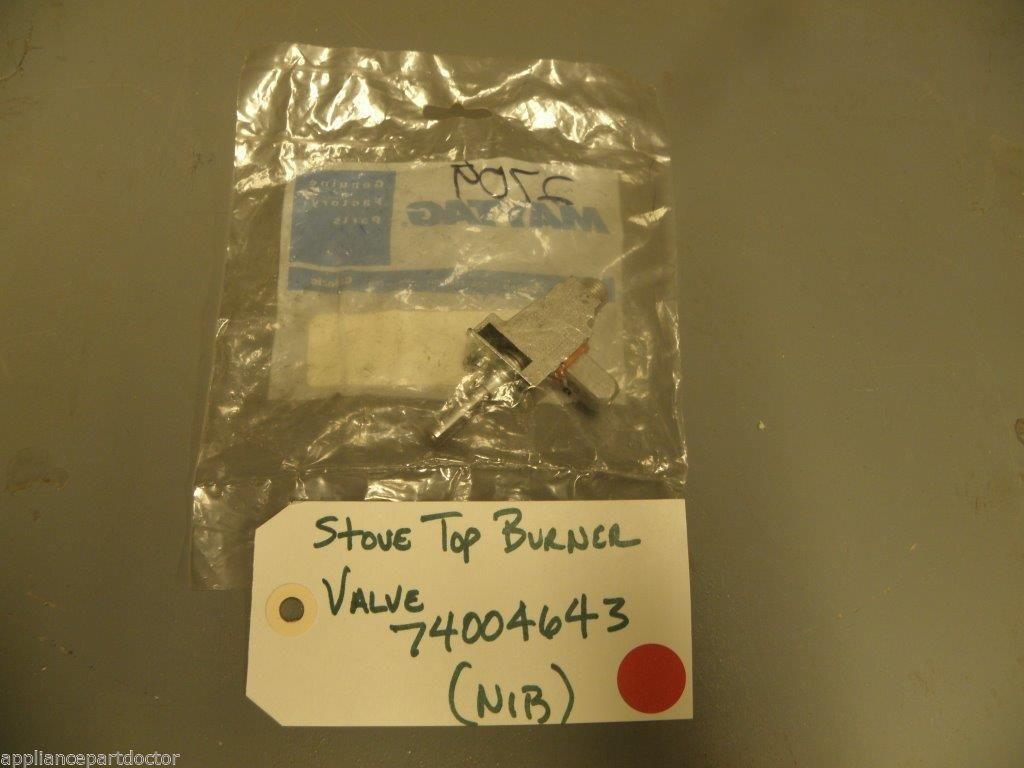 2709
Genuine
Factory
Parts
MAYTAG.
Stove Top Burner
Valve
74004643
(NIB)
appliancepartdoctor